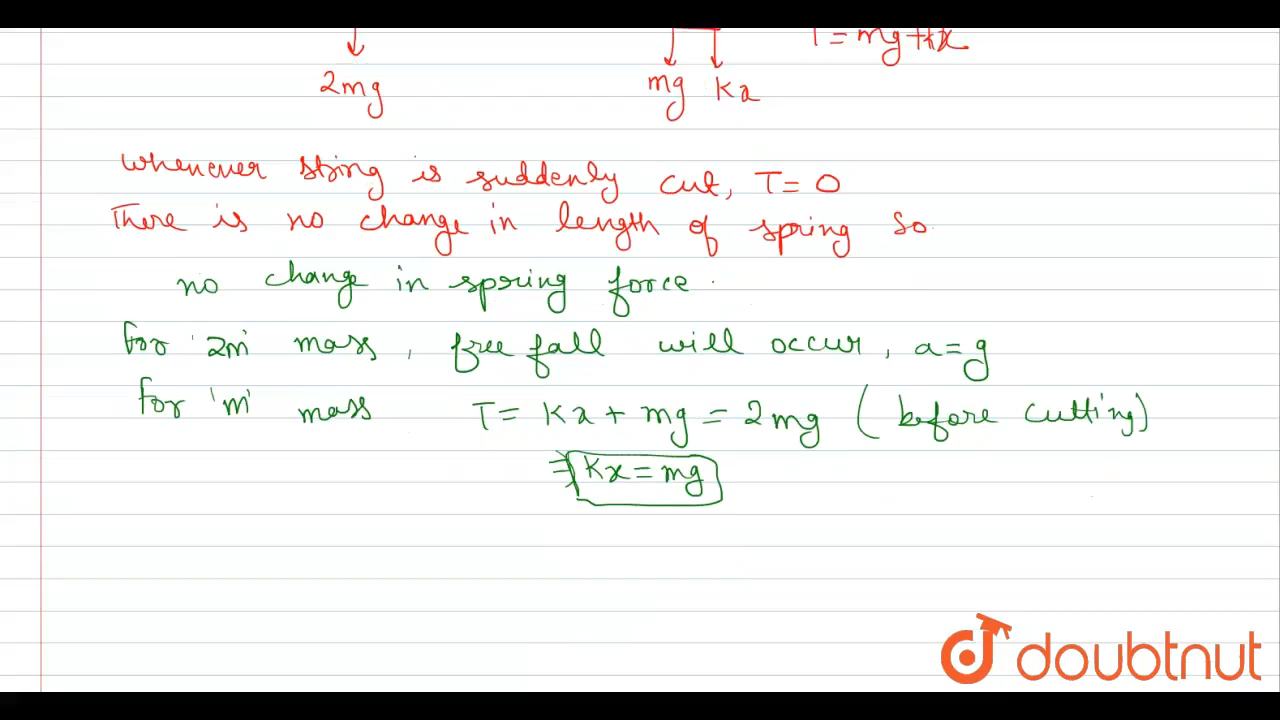 T = mg + kx
2mg
mg kx
Whenever string is suddenly cut, T = 0
There is no change in length of spring so
no change in spring force.
For '2m' mass, free fall will occur, a = g
For 'm' mass T = kx + mg = 2mg (before cutting)
⇒ kx = mg
doubtnut